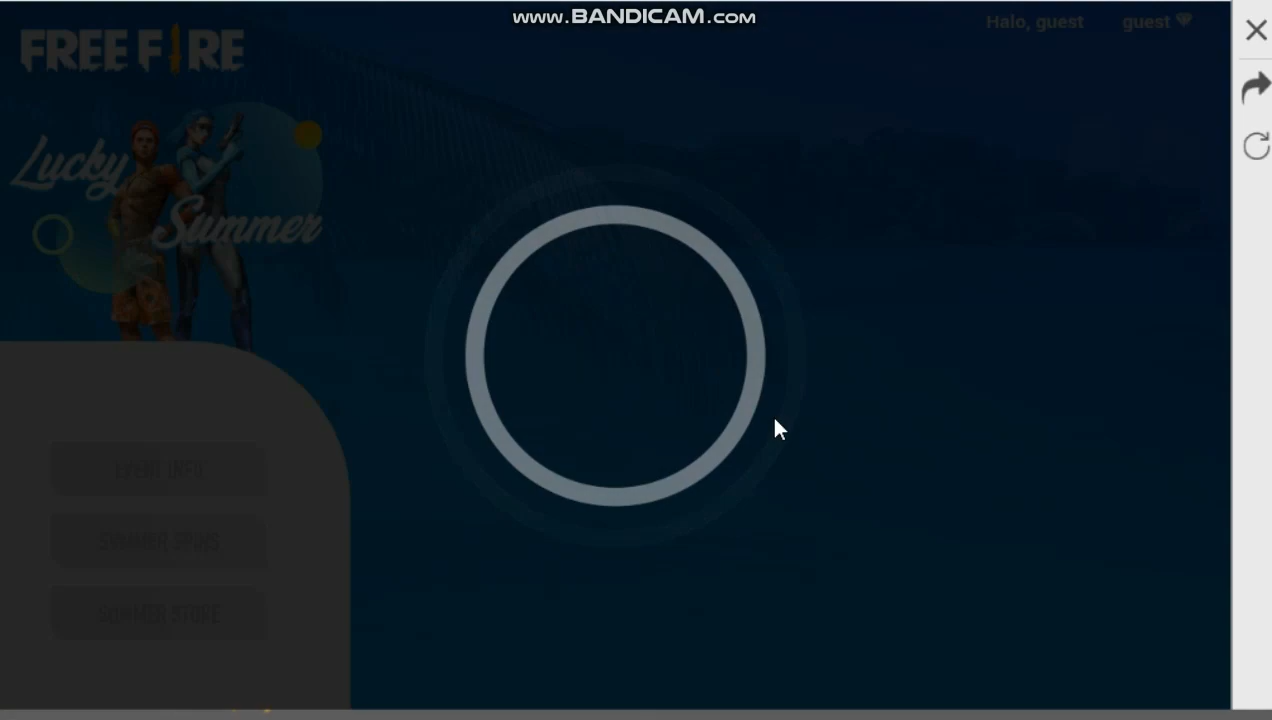 www.BANDICAM.com
Halo, guest guest
FREE FIRE
Lucky
Summer
EVENT INFO
SUMMER SPINS
SUMMER STORE